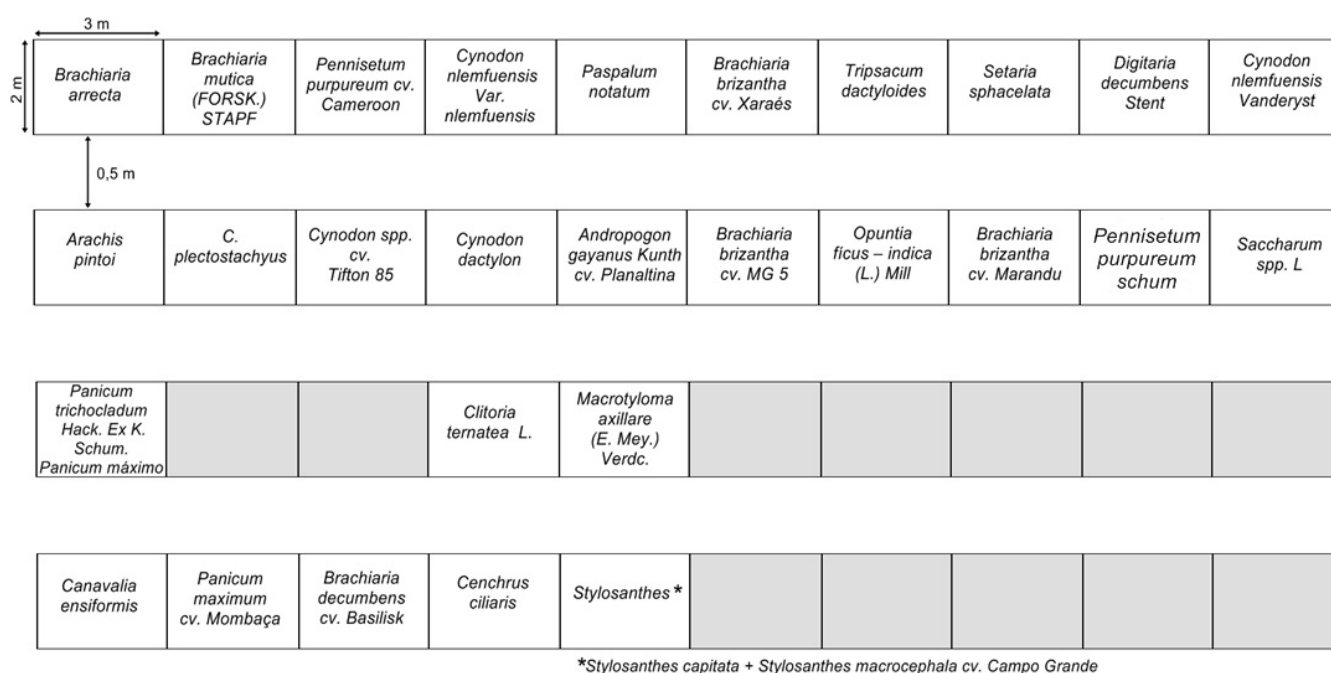 3 m
2 m
Brachiaria
arrecta
Brachiaria
mutica
(FORSK.)
STAPF
Pennisetum
purpureum cv.
Cameroon
Cynodon
nlemfuensis
Var.
nlemfuensis
Paspalum
notatum
Brachiaria
brizantha
cv. Xaraés
Tripsacum
dactyloides
Setaria
sphacelata
Digitaria
decumbens
Stent
Cynodon
nlemfuensis
Vanderyst
0,5 m
Arachis
pintoi
C.
plectostachyus
Cynodon spp.
cv.
Tifton 85
Cynodon
dactylon
Andropogon
gayanus Kunth
cv. Planaltina
Brachiaria
brizantha
cv. MG 5
Opuntia
ficus – indica
(L.) Mill
Brachiaria
brizantha
cv. Marandu
Pennisetum
purpureum
schum
Saccharum
spp. L
Panicum
trichocladum
Hack. Ex K.
Schum.
Panicum máximo
Clitoria
ternatea L.
Macrotyloma
axillare
(E. Mey.)
Verdc.
Canavalia
ensiformis
Panicum
maximum
cv. Mombaça
Brachiaria
decumbens
cv. Basilisk
Cenchrus
ciliaris
Stylosanthes *
*Stylosanthes capitata + Stylosanthes macrocephala cv. Campo Grande